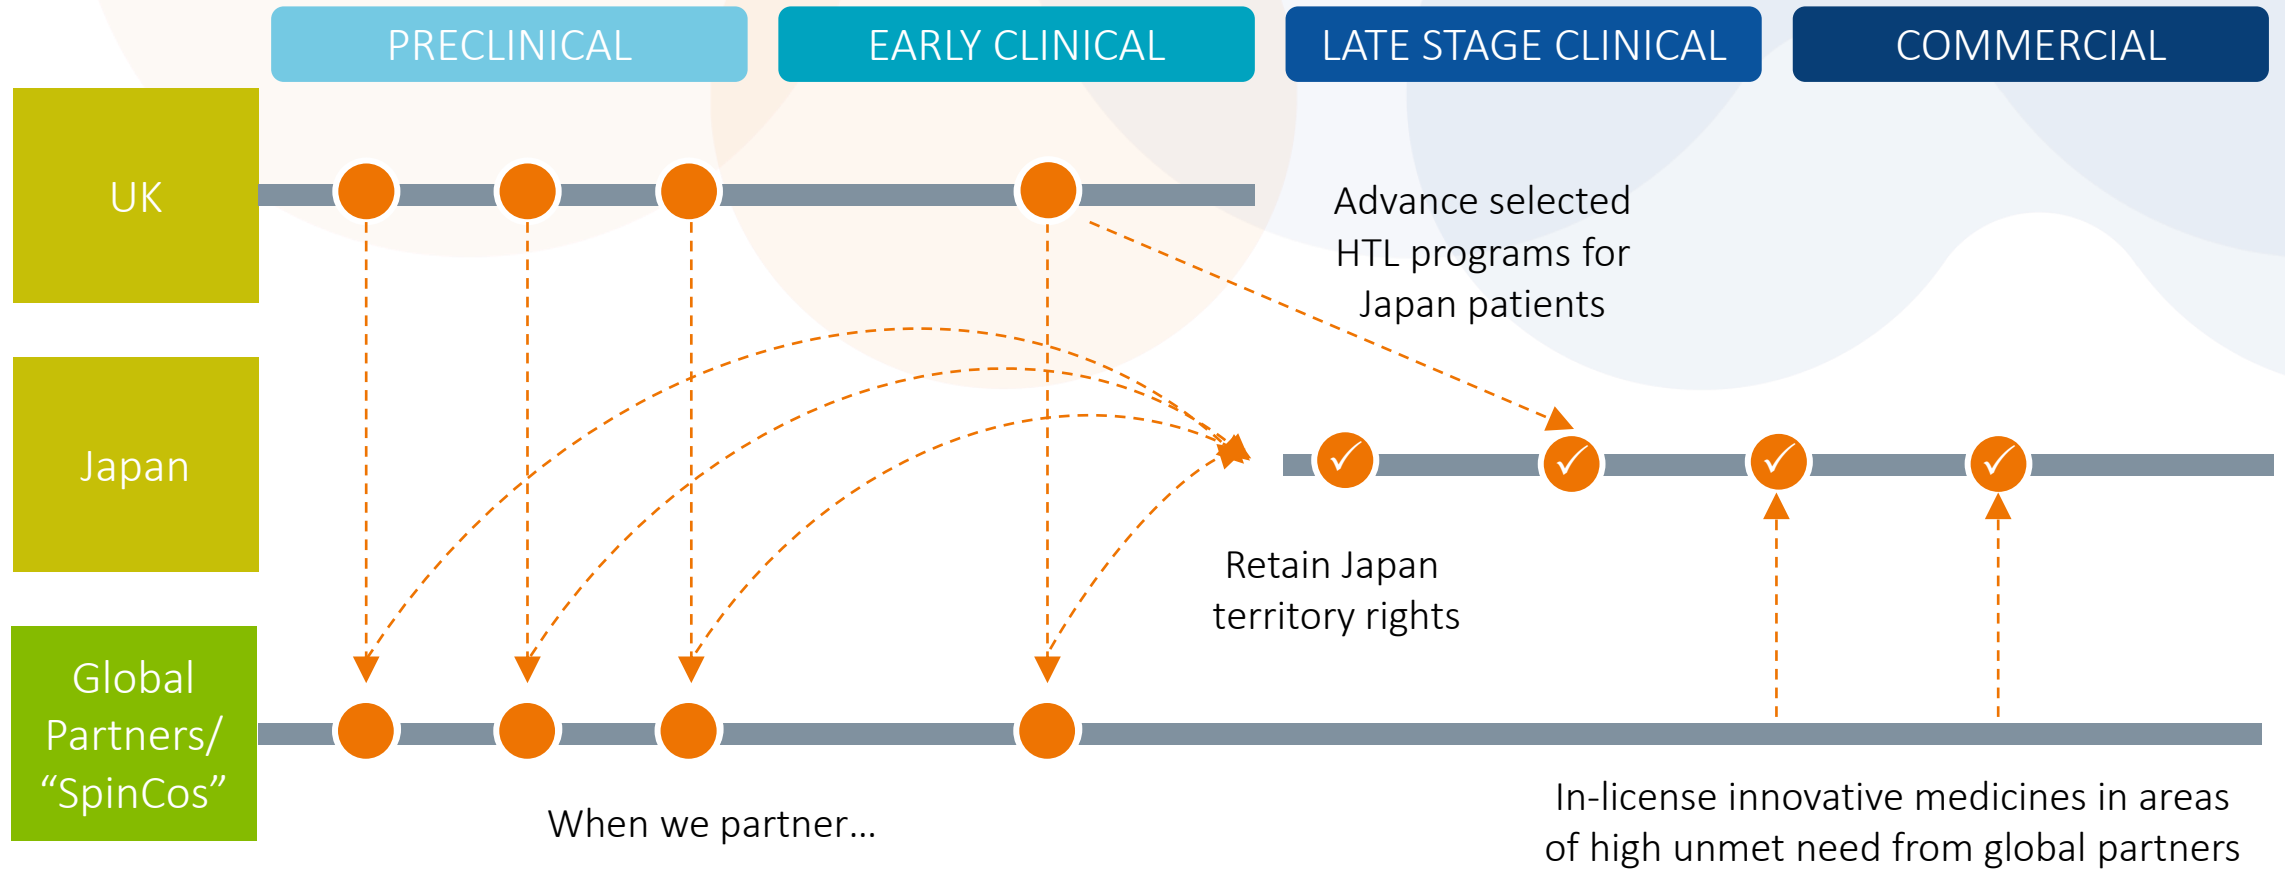 PRECLINICAL
EARLY CLINICAL
LATE STAGE CLINICAL
COMMERCIAL
UK
Advance selected
HTL programs for
Japan patients
Japan
Retain Japan
territory rights
Global
Partners/
“SpinCos”
When we partner...
In-license innovative medicines in areas
of high unmet need from global partners